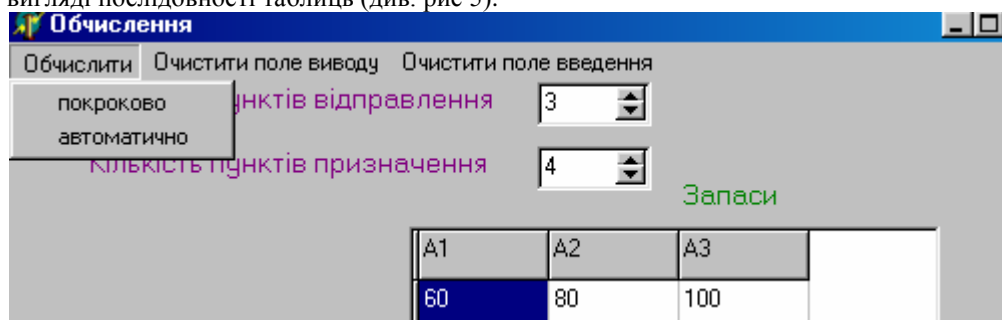 вигляді послідовності таблиць (див. рис 5).
Обчислення
Обчислити Очистити поле виводу Очистити поле введення
покроково
автоматично
унктів відправлення 3
Кількість пунктів призначення 4
Запаси
A1 A2 A3
60 80 100